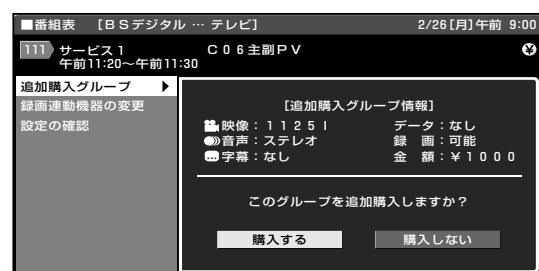 ■番組表 [BSデジタル … テレビ] 2/26[月]午前 9:00
111 サービス1 C06主副PV ¥
午前11:20～午前11:30
追加購入グループ ▶
録画連動機器の変更
設定の確認
[追加購入グループ情報]
映像：1125I データ：なし
音声：ステレオ 録 画：可能
字幕：なし 金 額：¥1000
このグループを追加購入しますか？
購入する 購入しない